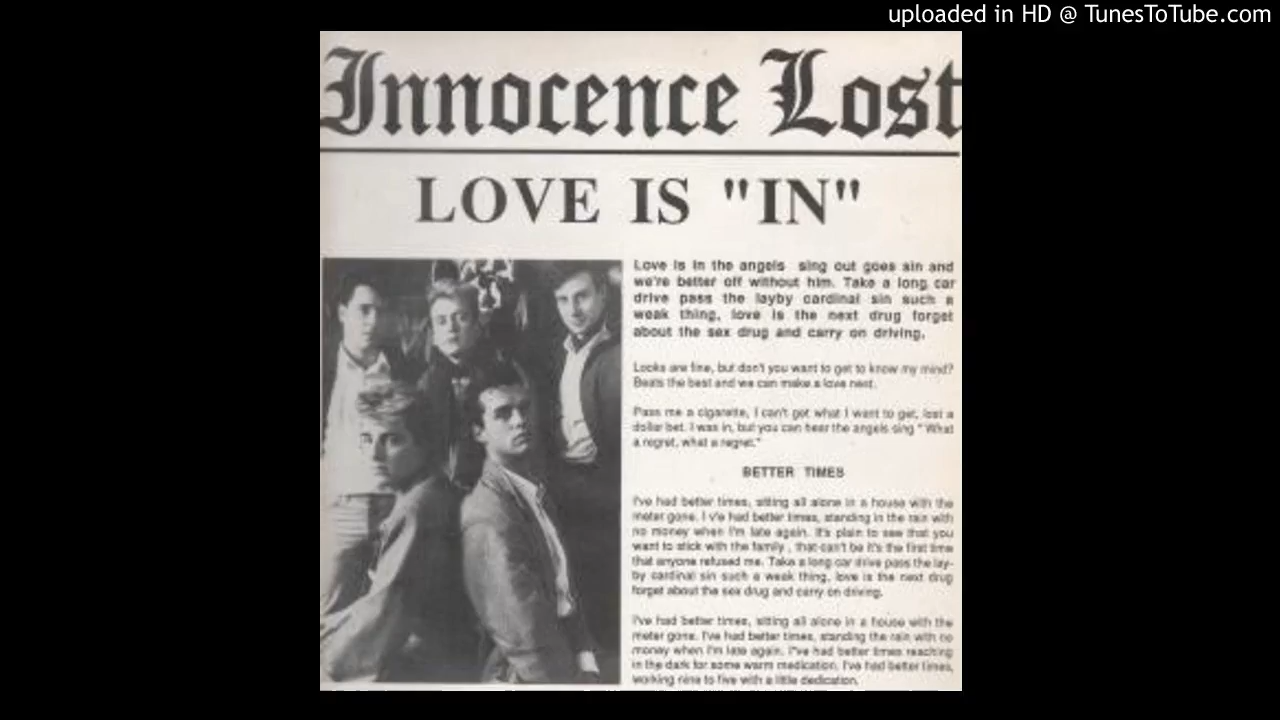 uploaded in HD @ TunesToTube.com
Innocence Lost
LOVE IS "IN"
Love is in the angels sing out goes sin and
we're better off without him. Take a long car
drive pass the layby cardinal sin such a
weak thing, love is the next drug forget
about the sex drug and carry on driving.
Looks are fine, but don't you want to get to know my mind?
Beats the best and we can make a love nest.
Pass me a cigarette, I can't get what I want to get, lost a
dollar bet. I was in, but you can hear the angels sing "What
a regret, what a regret."
BETTER TIMES
I've had better times, sitting all alone in a house with the
meter gone. I v'e had better times, standing in the rain with
no money when I'm late again. It's plain to see that you
want to stick with the family , that can't be it's the first time
that anyone refused me. Take a long car drive pass the lay-
by cardinal sin such a weak thing, love is the next drug
forget about the sex drug and carry on driving.
I've had better times, sitting all alone in a house with the
meter gone. I've had better times, standing the rain with no
money when I'm late again. I've had better times reaching
in the dark for some warm medication. I've had better times,
working nine to five with a little dedication.